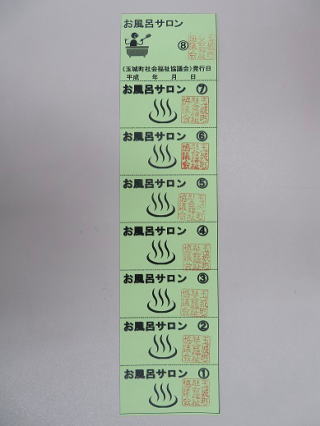 お風呂サロン
⑧
(玉城町社会福祉協議会)発行日
平成 年 月 日
お風呂サロン ⑦
お風呂サロン ⑥
お風呂サロン ⑤
お風呂サロン ④
お風呂サロン ③
お風呂サロン ②
お風呂サロン ①